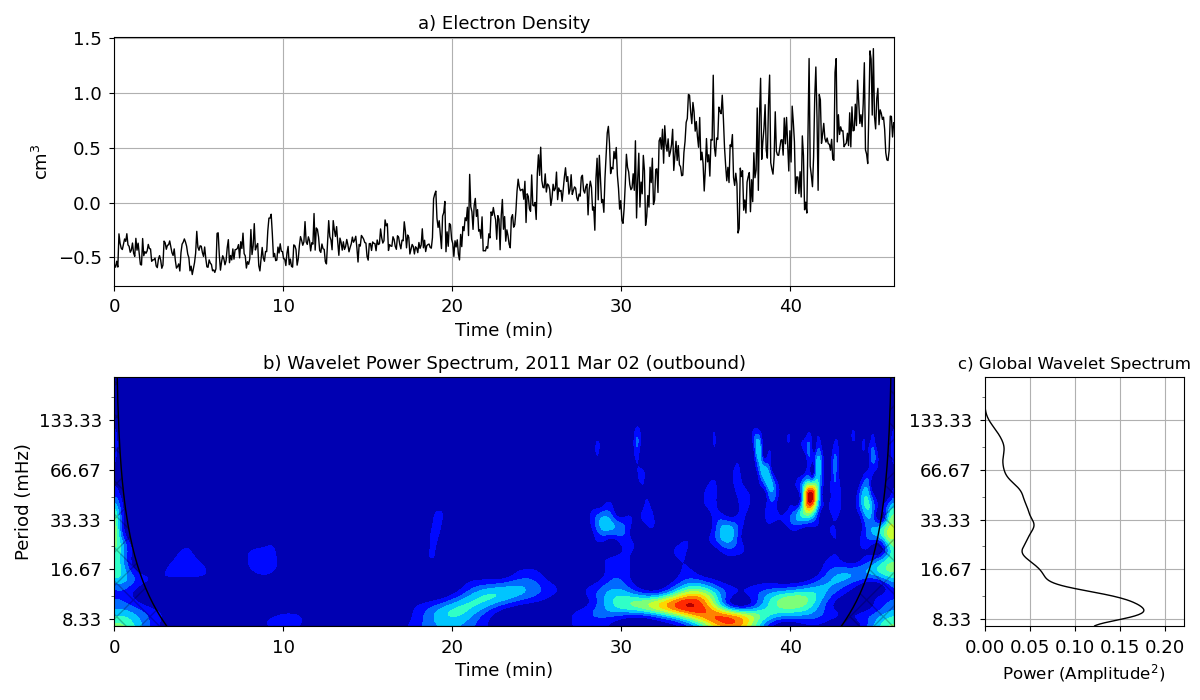 a) Electron Density
1.5
1.0
0.5
0.0
−0.5
cm³
0 10 20 30 40
Time (min)
b) Wavelet Power Spectrum, 2011 Mar 02 (outbound)
133.33
66.67
33.33
16.67
8.33
Period (mHz)
0 10 20 30 40
Time (min)
c) Global Wavelet Spectrum
133.33
66.67
33.33
16.67
8.33
0.00 0.05 0.10 0.15 0.20
Power (Amplitude²)